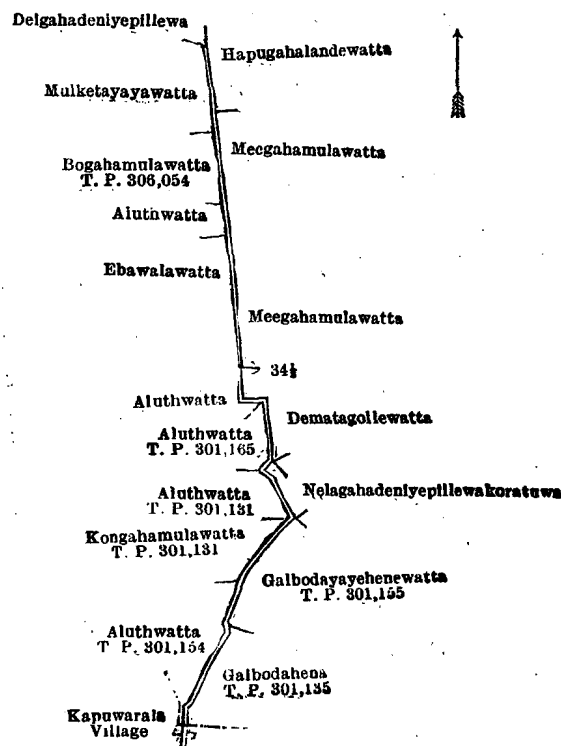 Delgahadeniyepillewa
Hapugahalandewatta
Mulketayayawatta
Meegahamulawatta
Bogahamulawatta
T. P. 306,054
Aluthwatta
Ebawalawatta
Meegahamulawatta
34½
Aluthwatta
Dematagollewatta
Aluthwatta
T. P. 301,165
Nelagahadeniyepillewakoratuwa
Aluthwatta
T. P. 301,131
Kongahamulawatta
T. P. 301,131
Galbodayayehenewatta
T. P. 301,155
Aluthwatta
T P. 301,154
Galbodahena
T. P. 301,135
Kapuwarala
Village